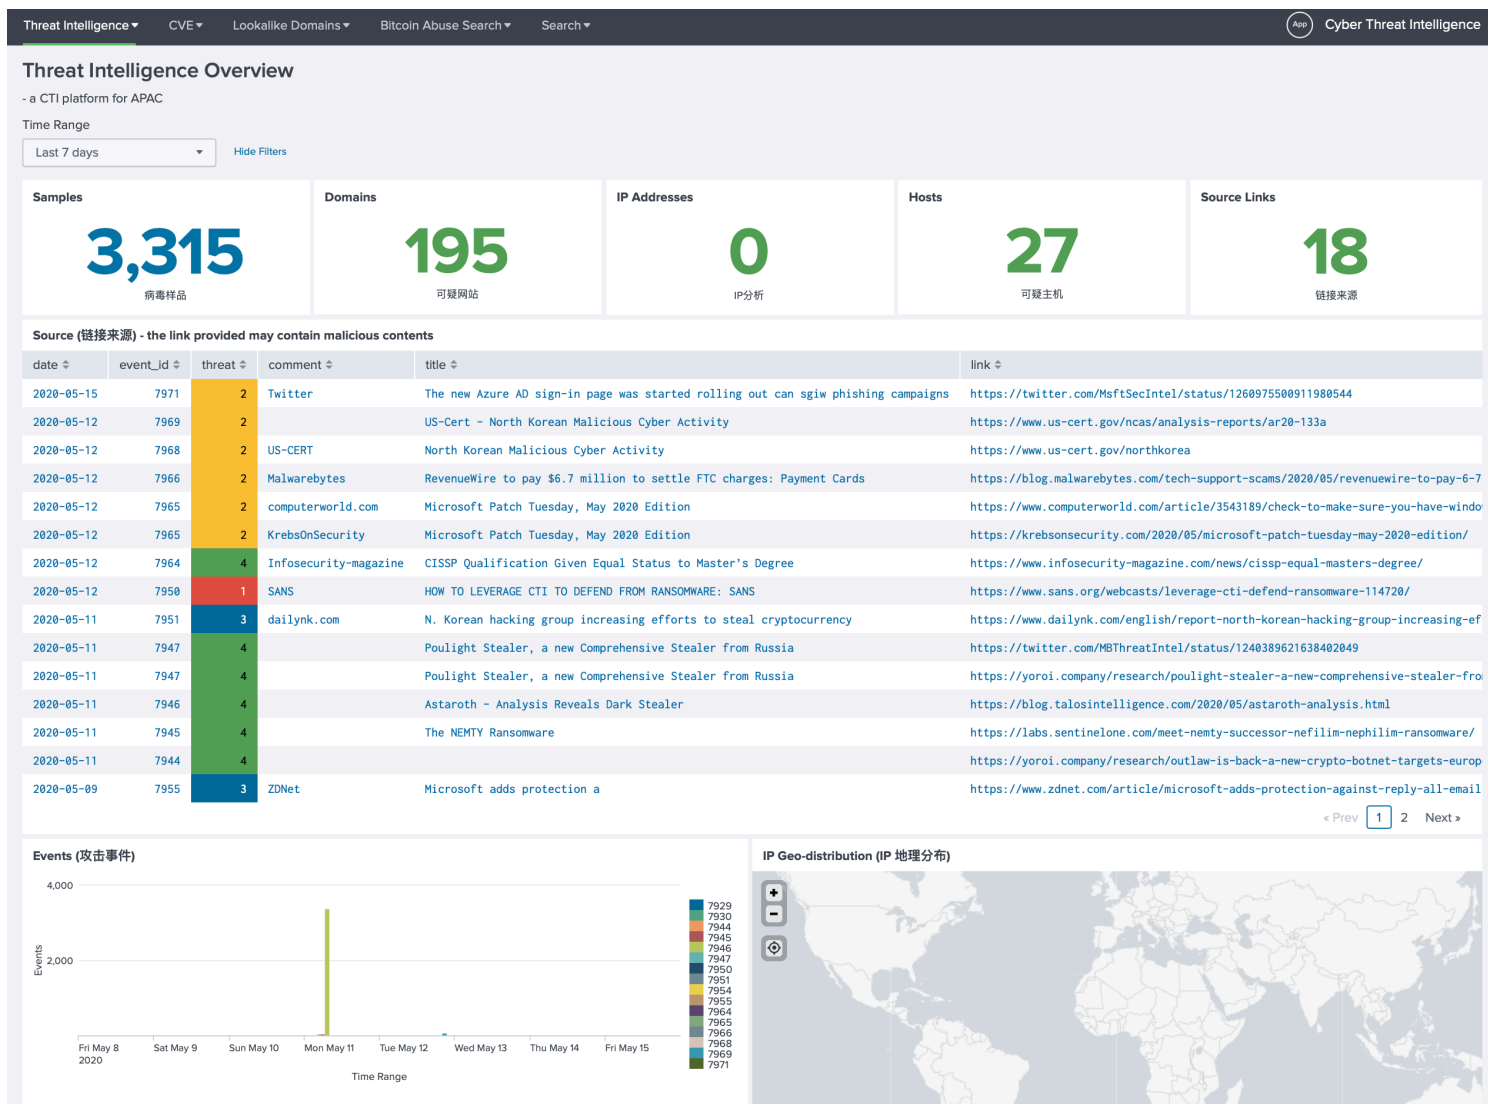 Threat Intelligence CVE Lookalike Domains Bitcoin Abuse Search Search App Cyber Threat Intelligence
Threat Intelligence Overview
- a CTI platform for APAC
Time Range
Last 7 days Hide Filters
Samples
3,315
病毒样品
Domains
195
可疑网站
IP Addresses
0
IP分析
Hosts
27
可疑主机
Source Links
18
链接来源
Source (链接来源) - the link provided may contain malicious contents
date event_id threat comment title link
2020-05-15 7971 2 Twitter The new Azure AD sign-in page was started rolling out can sgiw phishing campaigns https://twitter.com/MsftSecIntel/status/1260975500911980544
2020-05-12 7969 2 US-Cert - North Korean Malicious Cyber Activity https://www.us-cert.gov/ncas/analysis-reports/ar20-133a
2020-05-12 7968 2 US-CERT North Korean Malicious Cyber Activity https://www.us-cert.gov/northkorea
2020-05-12 7966 2 Malwarebytes RevenueWire to pay $6.7 million to settle FTC charges: Payment Cards https://blog.malwarebytes.com/tech-support-scams/2020/05/revenuewire-to-pay-6-7
2020-05-12 7965 2 computerworld.com Microsoft Patch Tuesday, May 2020 Edition https://www.computerworld.com/article/3543189/check-to-make-sure-you-have-windo
2020-05-12 7965 2 KrebsOnSecurity Microsoft Patch Tuesday, May 2020 Edition https://krebsonsecurity.com/2020/05/microsoft-patch-tuesday-may-2020-edition/
2020-05-12 7964 4 Infosecurity-magazine CISSP Qualification Given Equal Status to Master's Degree https://www.infosecurity-magazine.com/news/cissp-equal-masters-degree/
2020-05-12 7950 1 SANS HOW TO LEVERAGE CTI TO DEFEND FROM RANSOMWARE: SANS https://www.sans.org/webcasts/leverage-cti-defend-ransomware-114720/
2020-05-11 7951 3 dailynk.com N. Korean hacking group increasing efforts to steal cryptocurrency https://www.dailynk.com/english/report-north-korean-hacking-group-increasing-ef
2020-05-11 7947 4 Poulight Stealer, a new Comprehensive Stealer from Russia https://twitter.com/MBThreatIntel/status/1240389621638402049
2020-05-11 7947 4 Poulight Stealer, a new Comprehensive Stealer from Russia https://yoroi.company/research/poulight-stealer-a-new-comprehensive-stealer-fro
2020-05-11 7946 4 Astaroth - Analysis Reveals Dark Stealer https://blog.talosintelligence.com/2020/05/astaroth-analysis.html
2020-05-11 7945 4 The NEMTY Ransomware https://labs.sentinelone.com/meet-nemty-successor-nefilim-nephilim-ransomware/
2020-05-11 7944 4 https://yoroi.company/research/outlaw-is-back-a-new-crypto-botnet-targets-europ
2020-05-09 7955 3 ZDNet Microsoft adds protection a https://www.zdnet.com/article/microsoft-adds-protection-against-reply-all-email
« Prev 1 2 Next »
Events (攻击事件)
4,000
2,000
Events
Fri May 8 Sat May 9 Sun May 10 Mon May 11 Tue May 12 Wed May 13 Thu May 14 Fri May 15
2020
Time Range
7929
7930
7944
7945
7946
7947
7950
7951
7954
7955
7964
7965
7966
7968
7969
7971
IP Geo-distribution (IP 地理分布)
+
-